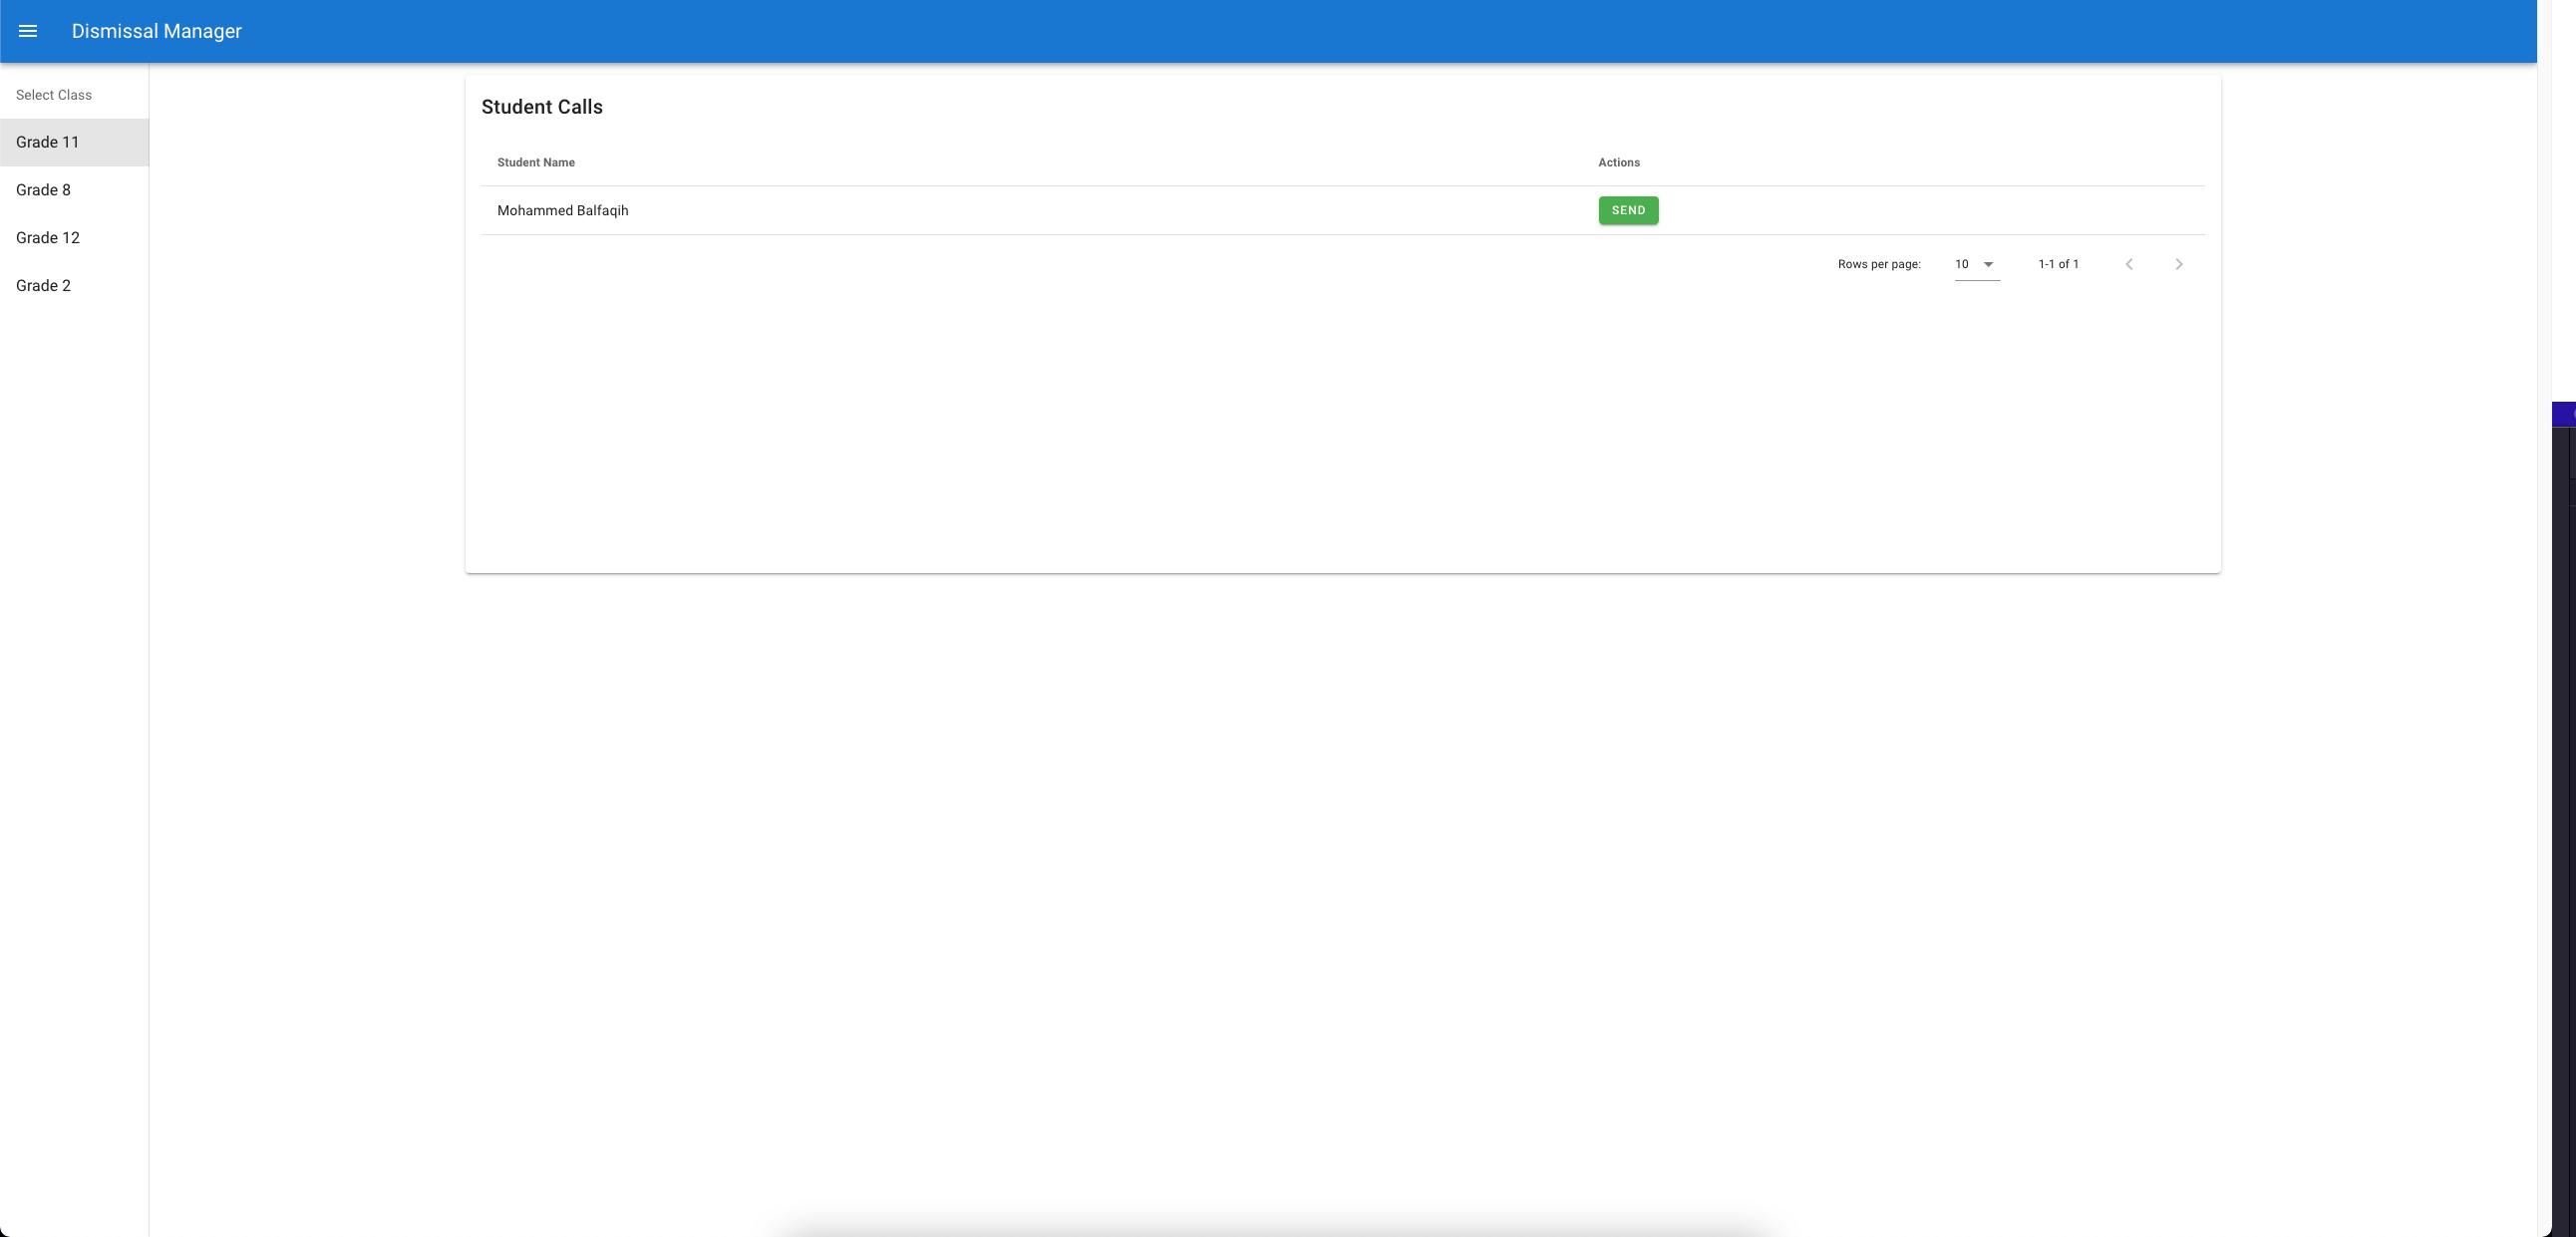 Dismissal Manager
Select Class
Grade 11
Grade 8
Grade 12
Grade 2
Student Calls
Student Name Actions
Mohammed Balfaqih SEND
Rows per page: 10 1-1 of 1